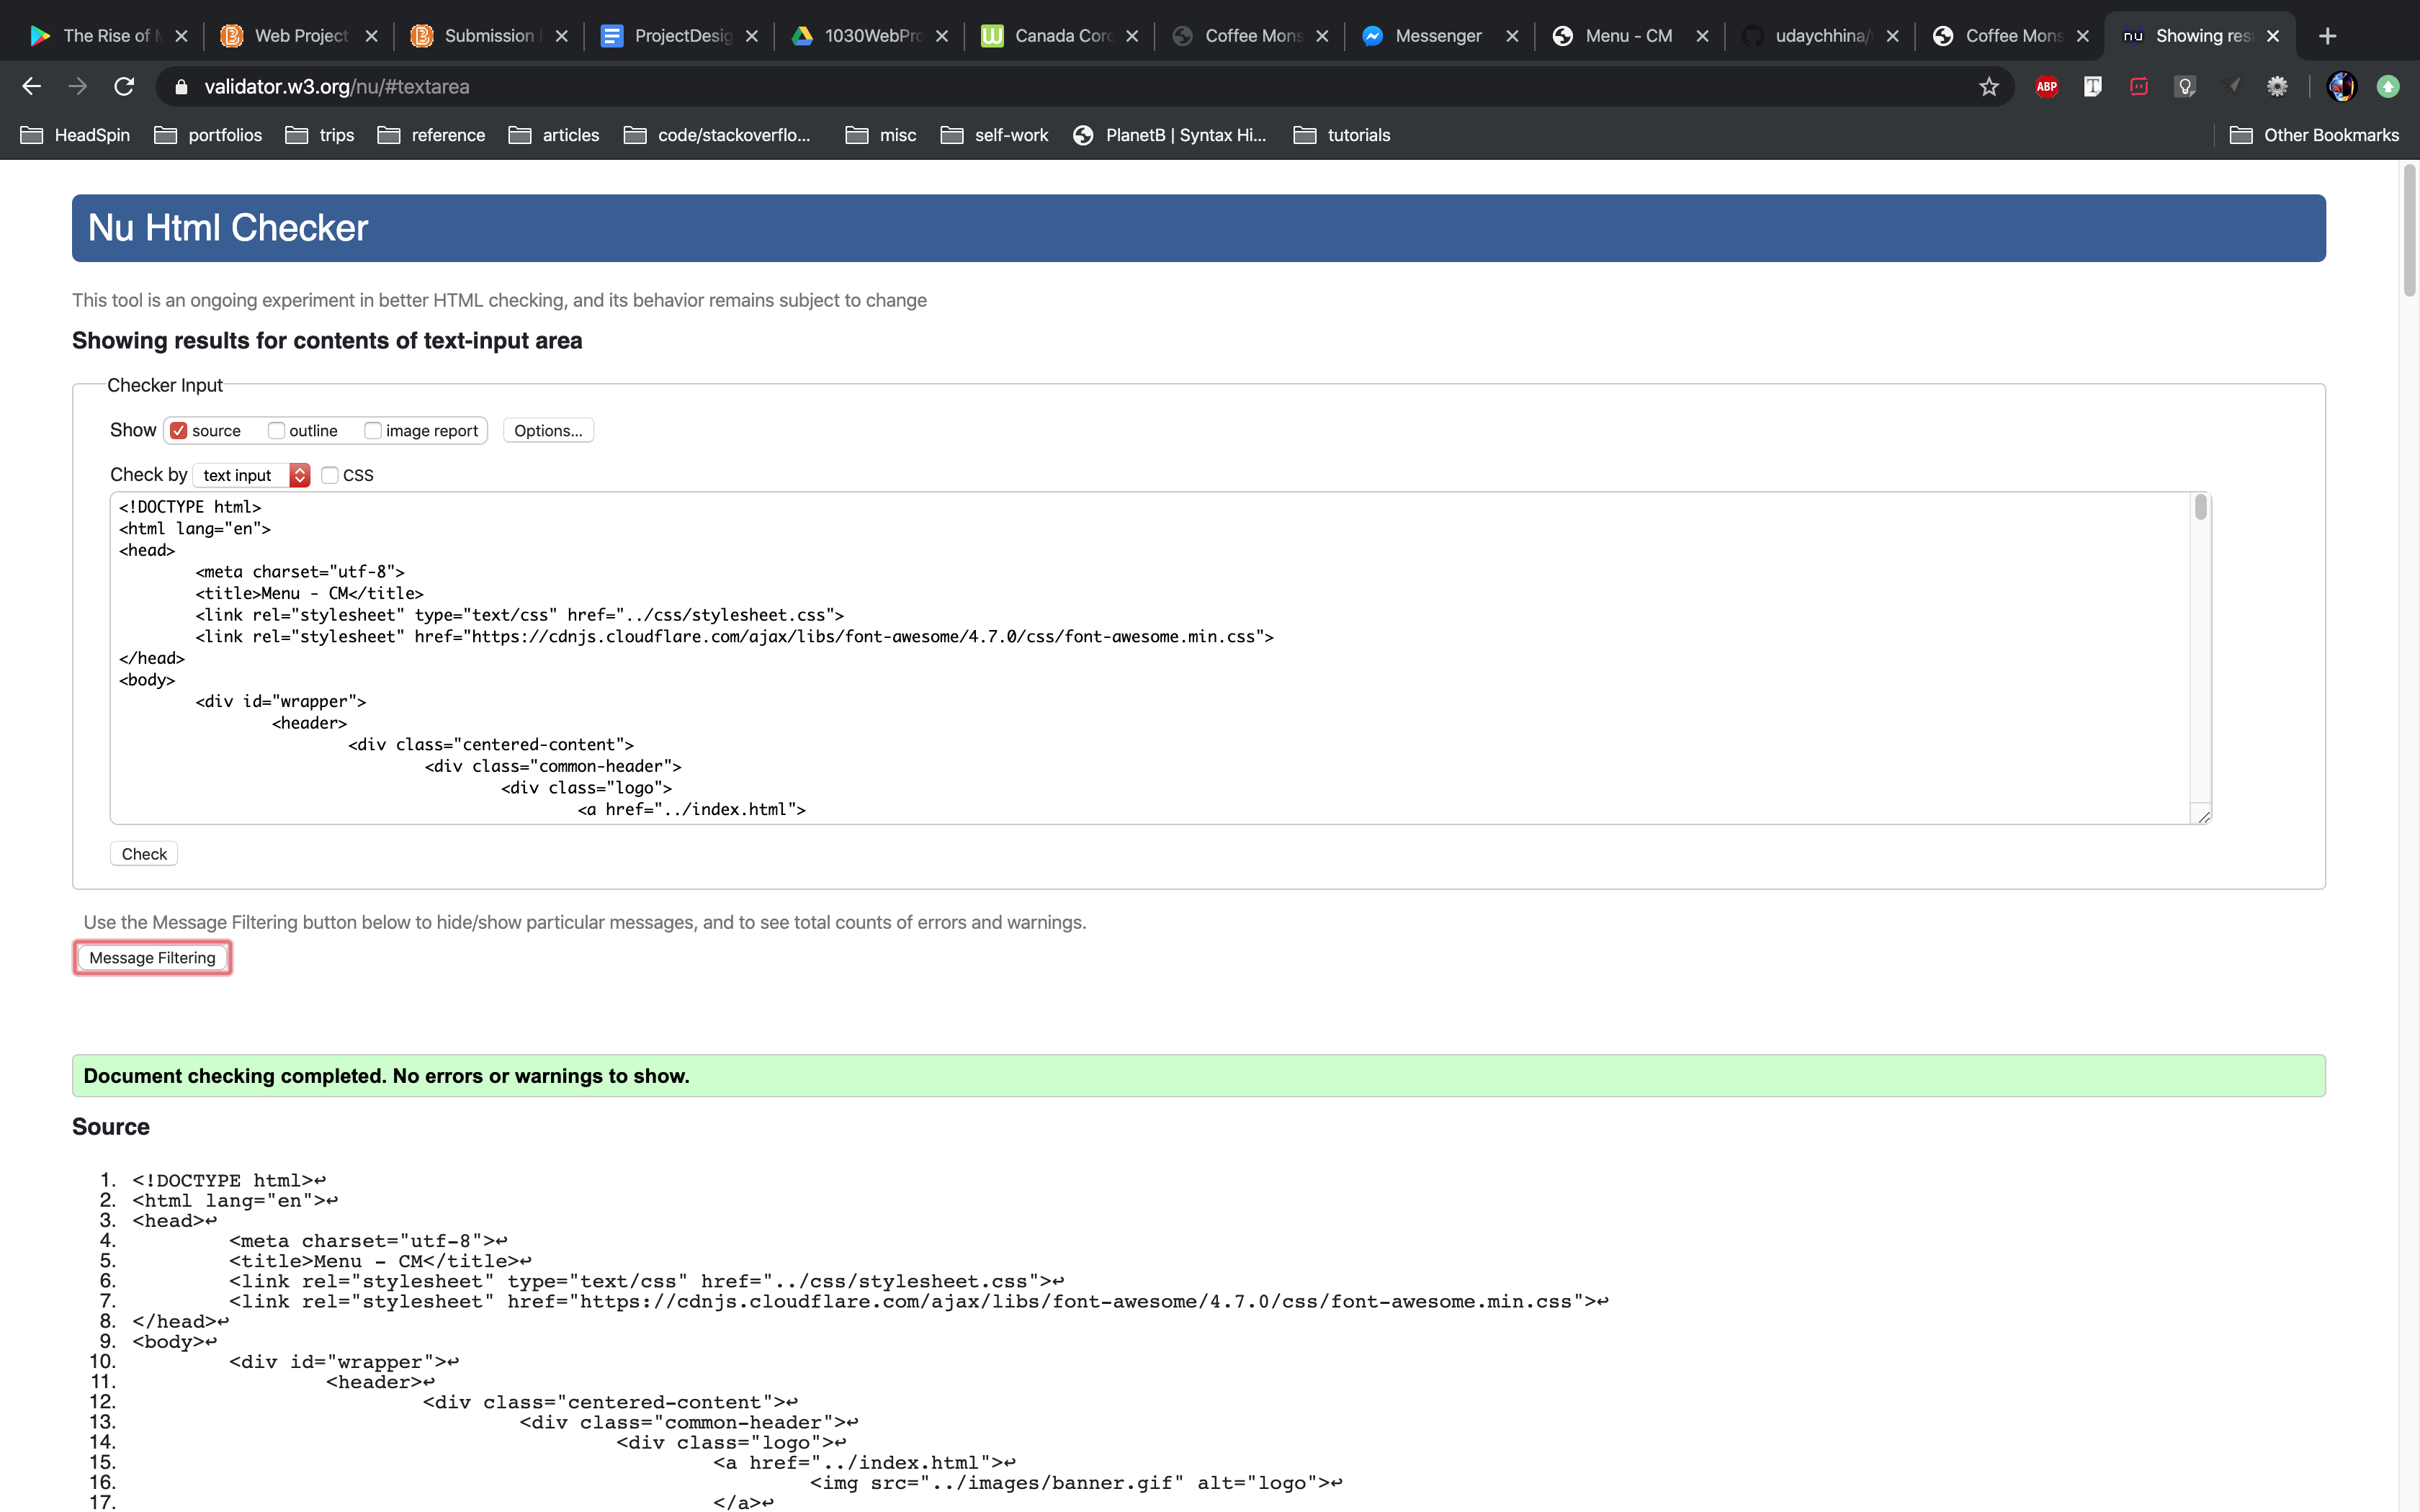 The Rise of M
Web Project
Submission
ProjectDesig
1030WebPro
Canada Coro
Coffee Mons
Messenger
Menu - CM
udaychhina/
Coffee Mons
nu Showing res
validator.w3.org/nu/#textarea
ABP
HeadSpin
portfolios
trips
reference
articles
code/stackoverflo...
misc
self-work
PlanetB | Syntax Hi...
tutorials
Other Bookmarks
Nu Html Checker
This tool is an ongoing experiment in better HTML checking, and its behavior remains subject to change
Showing results for contents of text-input area
Checker Input
Show source outline image report Options...
Check by text input CSS
<!DOCTYPE html>
<html lang="en">
<head>
<meta charset="utf-8">
<title>Menu - CM</title>
<link rel="stylesheet" type="text/css" href="../css/stylesheet.css">
<link rel="stylesheet" href="https://cdnjs.cloudflare.com/ajax/libs/font-awesome/4.7.0/css/font-awesome.min.css">
</head>
<body>
<div id="wrapper">
<header>
<div class="centered-content">
<div class="common-header">
<div class="logo">
<a href="../index.html">
Check
Use the Message Filtering button below to hide/show particular messages, and to see total counts of errors and warnings.
Message Filtering
Document checking completed. No errors or warnings to show.
Source
1. <!DOCTYPE html>↩
2. <html lang="en">↩
3. <head>↩
4. <meta charset="utf-8">↩
5. <title>Menu - CM</title>↩
6. <link rel="stylesheet" type="text/css" href="../css/stylesheet.css">↩
7. <link rel="stylesheet" href="https://cdnjs.cloudflare.com/ajax/libs/font-awesome/4.7.0/css/font-awesome.min.css">↩
8. </head>↩
9. <body>↩
10. <div id="wrapper">↩
11. <header>↩
12. <div class="centered-content">↩
13. <div class="common-header">↩
14. <div class="logo">↩
15. <a href="../index.html">↩
16. <img src="../images/banner.gif" alt="logo">↩
17. </a>↩